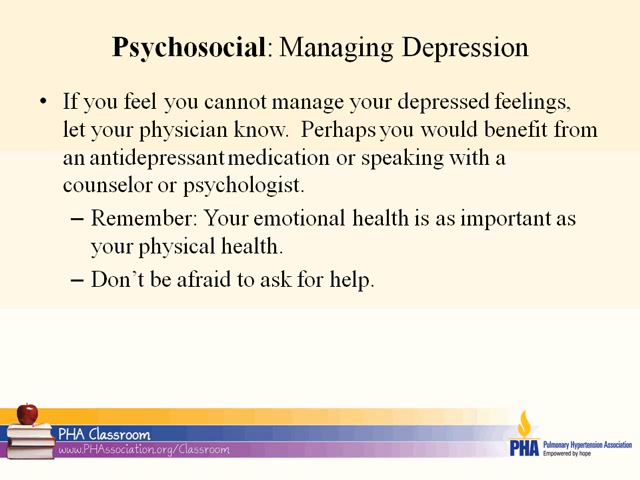 Psychosocial: Managing Depression
• If you feel you cannot manage your depressed feelings,
let your physician know. Perhaps you would benefit from
an antidepressant medication or speaking with a
counselor or psychologist.
– Remember: Your emotional health is as important as
your physical health.
– Don't be afraid to ask for help.
PHA Classroom
www.PHAssociation.org/Classroom
PHA Pulmonary Hypertension Association
Empowered by hope